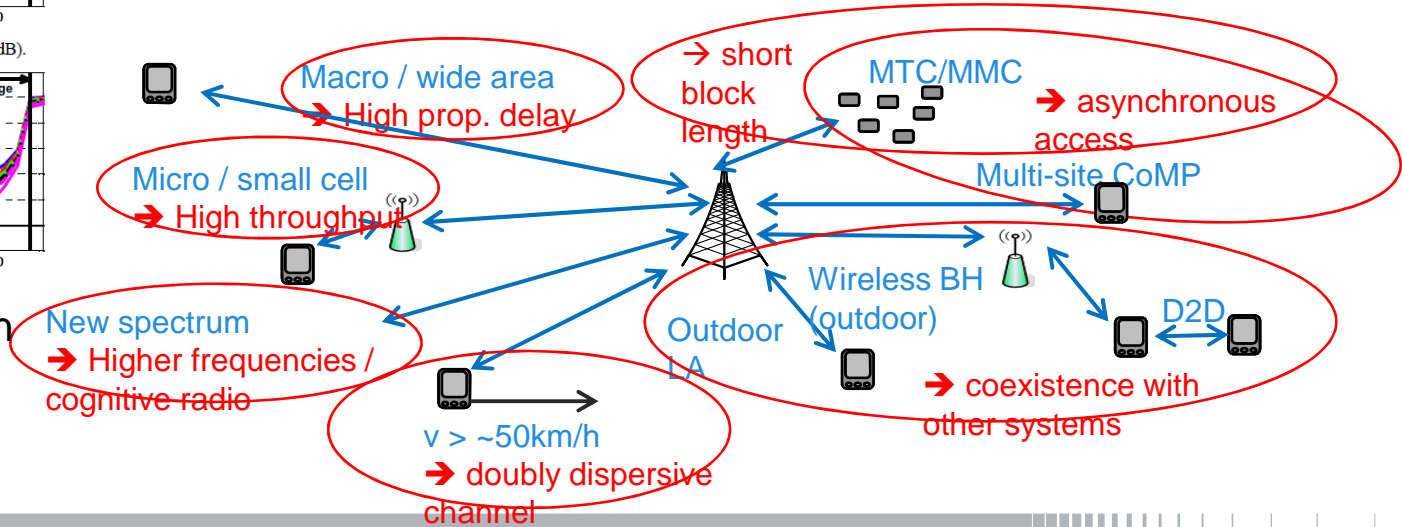 dB).
ge
Macro / wide area
➔ High prop. delay
→ short
block
length
MTC/MMC
➔ asynchronous
access
Micro / small cell
➔ High throughput
Multi-site CoMP
New spectrum
➔ Higher frequencies /
cognitive radio
Outdoor
LA
Wireless BH
(outdoor)
D2D
➔ coexistence with
other systems
v > ~50km/h
➔ doubly dispersive
channel